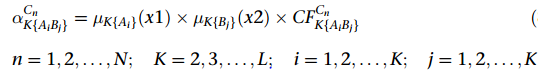 α^{C_n}_{K{A_iB_j}} = μ_{K{A_i}}(x1) × μ_{K{B_j}}(x2) × CF^{C_n}_{K{A_iB_j}} (
n = 1, 2, . . . , N; K = 2, 3, . . . , L; i = 1, 2, . . . , K; j = 1, 2, . . . , K